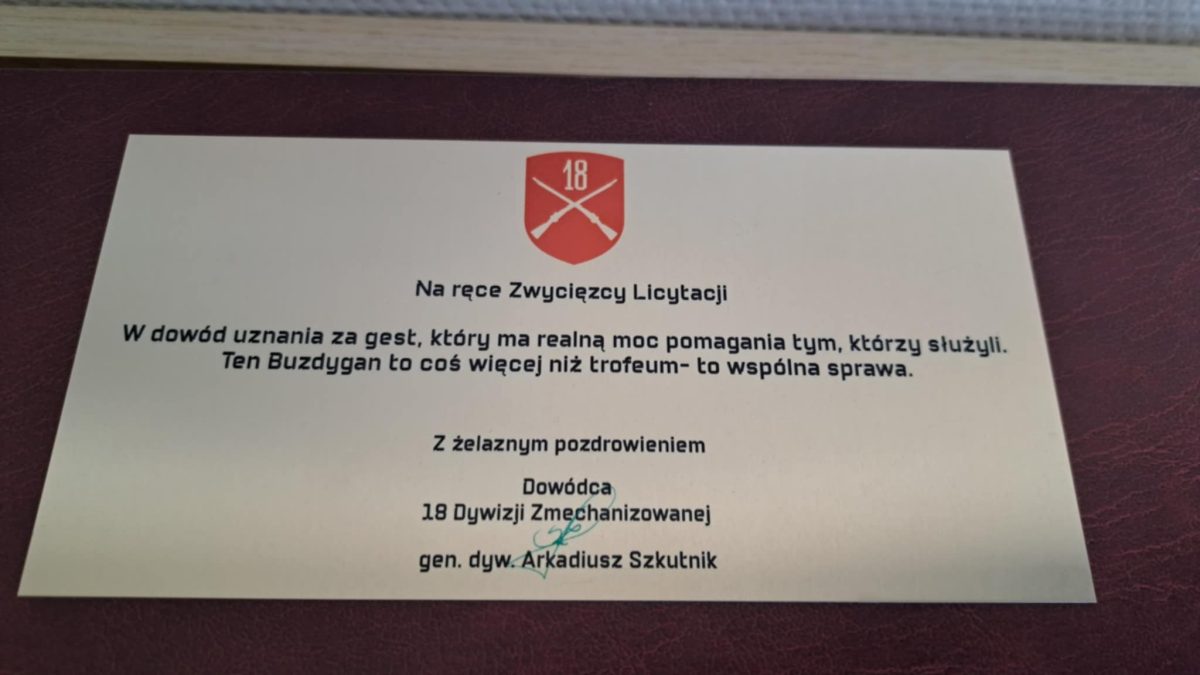 18
Na ręce Zwycięzcy Licytacji
W dowód uznania za gest, który ma realną moc pomagania tym, którzy służyli.
Ten Buzdygan to coś więcej niż trofeum- to wspólna sprawa.
Z żelaznym pozdrowieniem
Dowódca
18 Dywizji Zmechanizowanej
gen. dyw. Arkadiusz Szkutnik